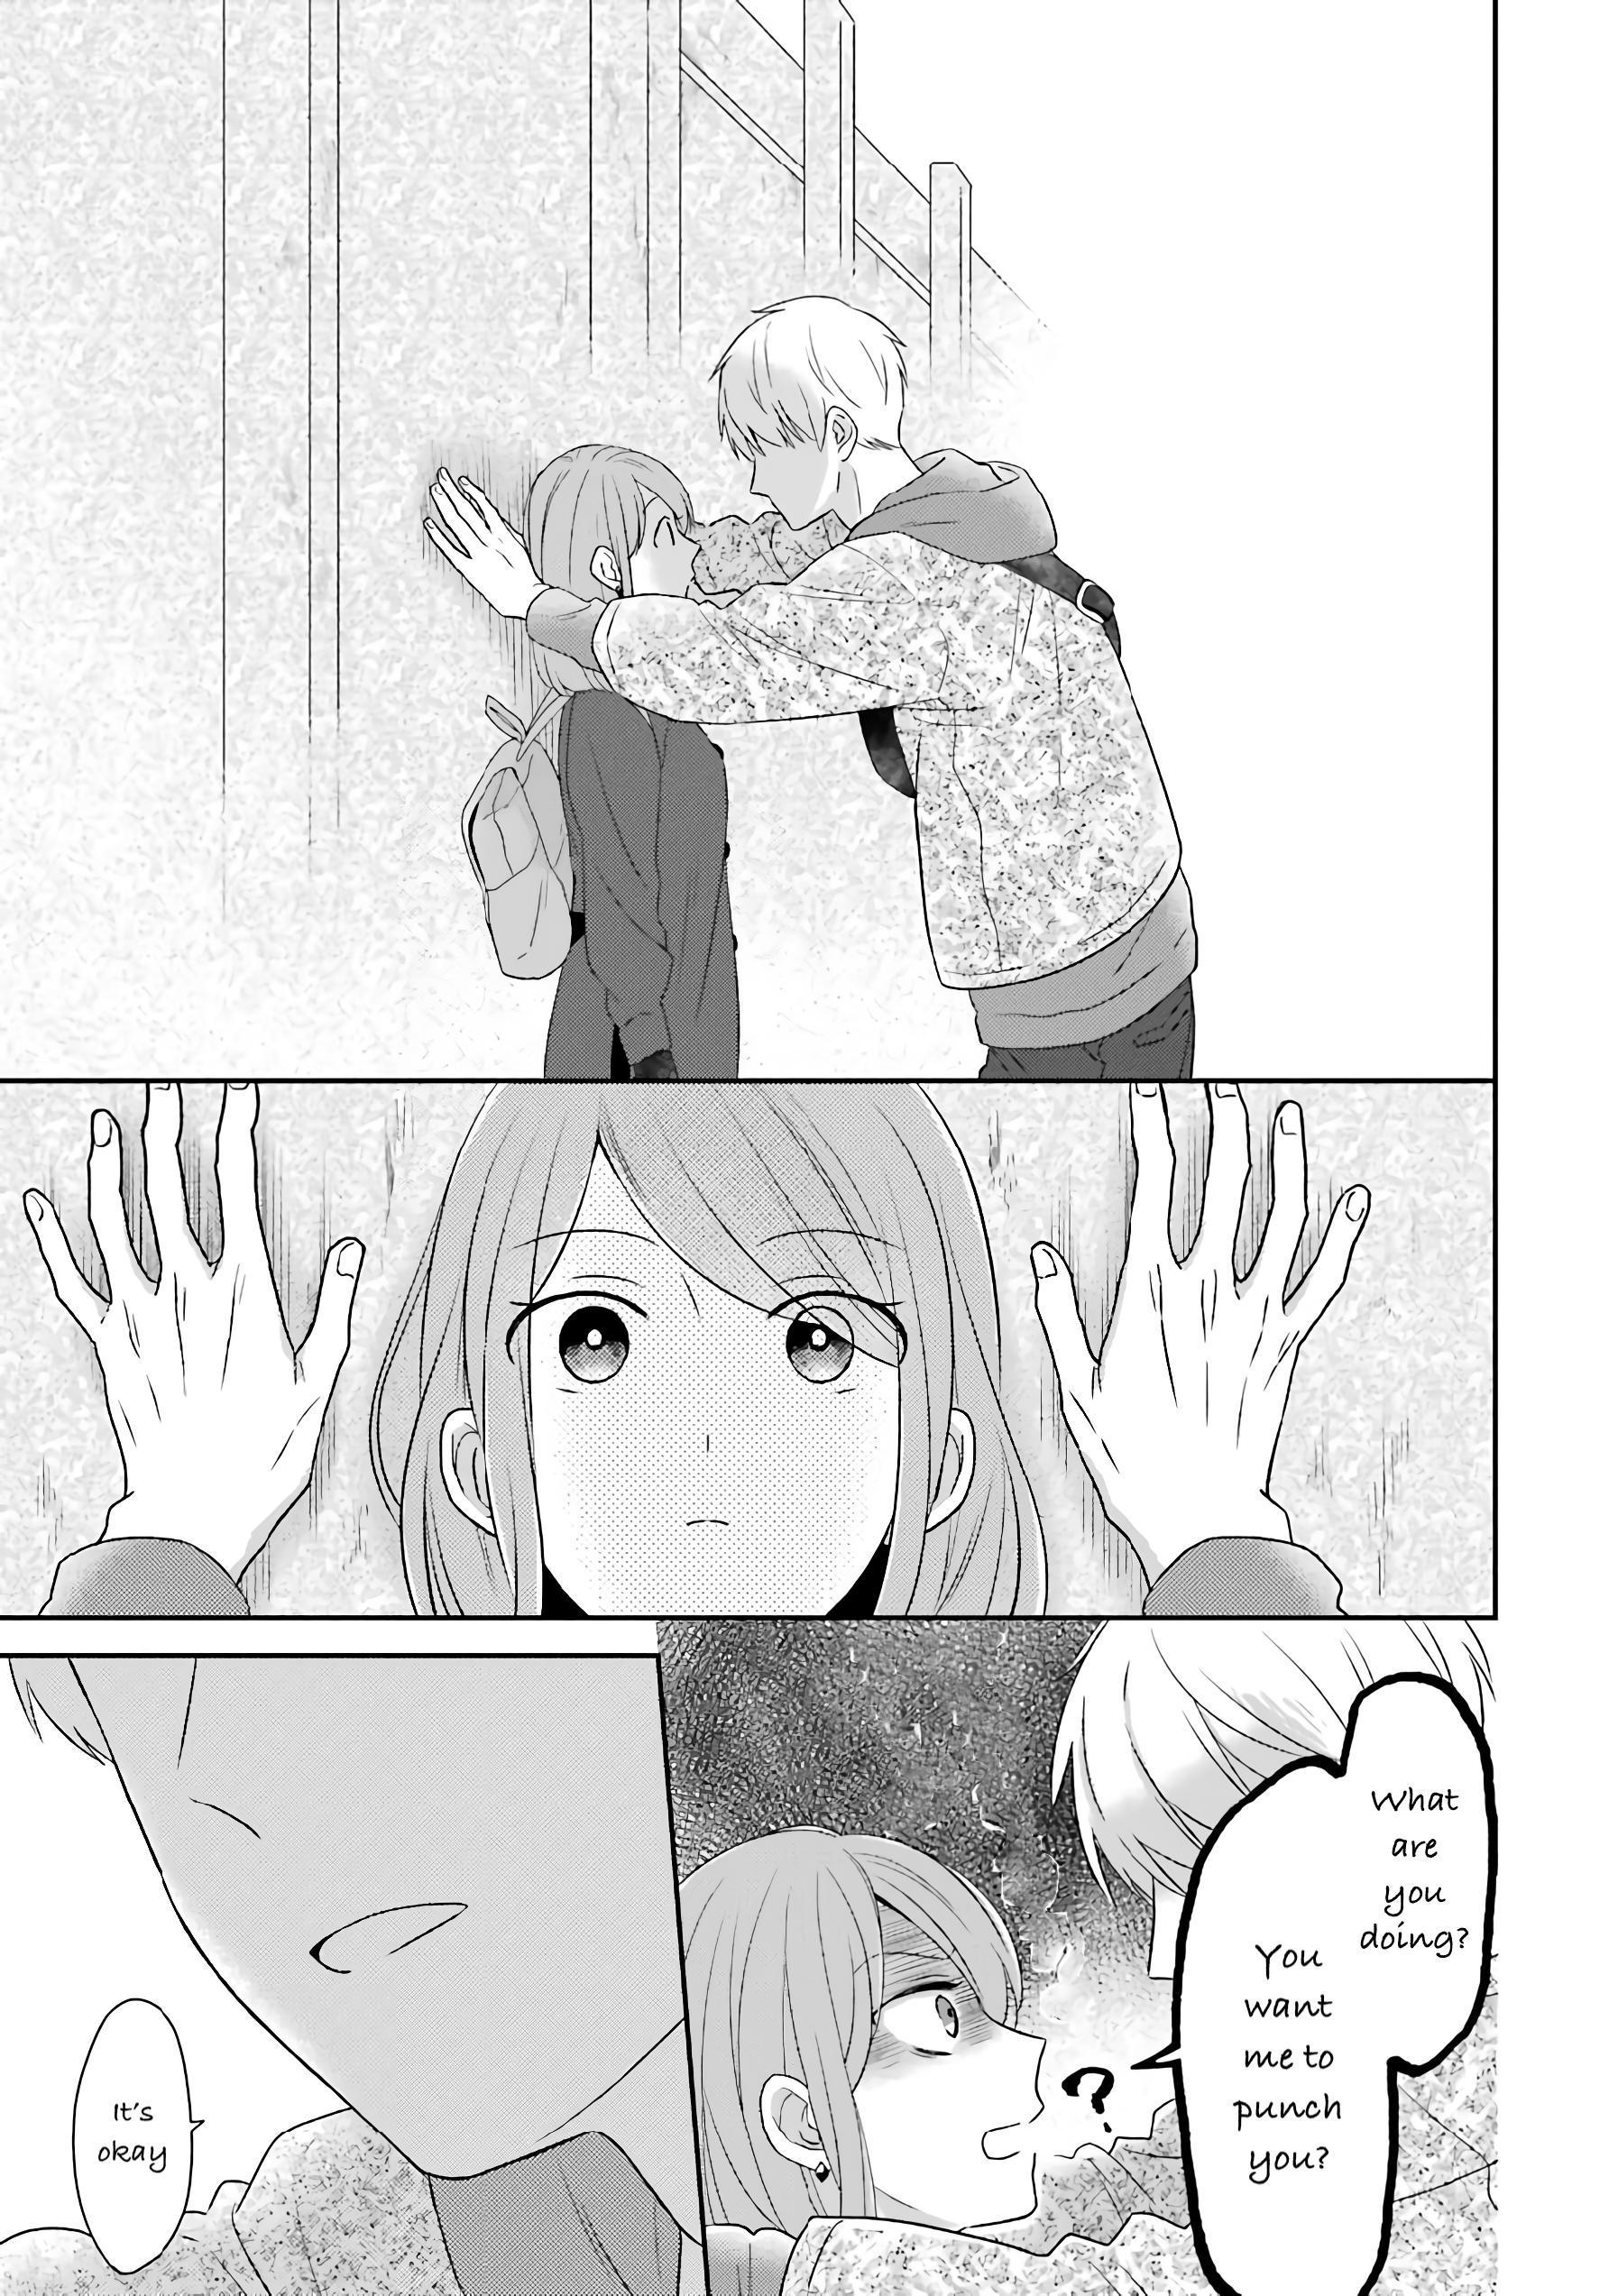 What
are
you
doing?
You
want
me to
punch
you?
?
It's
okay